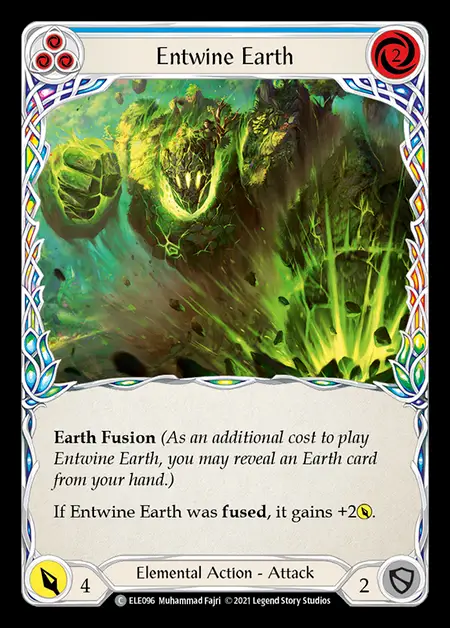 Entwine Earth
2
Earth Fusion (As an additional cost to play
Entwine Earth, you may reveal an Earth card
from your hand.)
If Entwine Earth was fused, it gains +2.
4
Elemental Action - Attack
2
C ELE096 Muhammad Fajri ©2021 Legend Story Studios